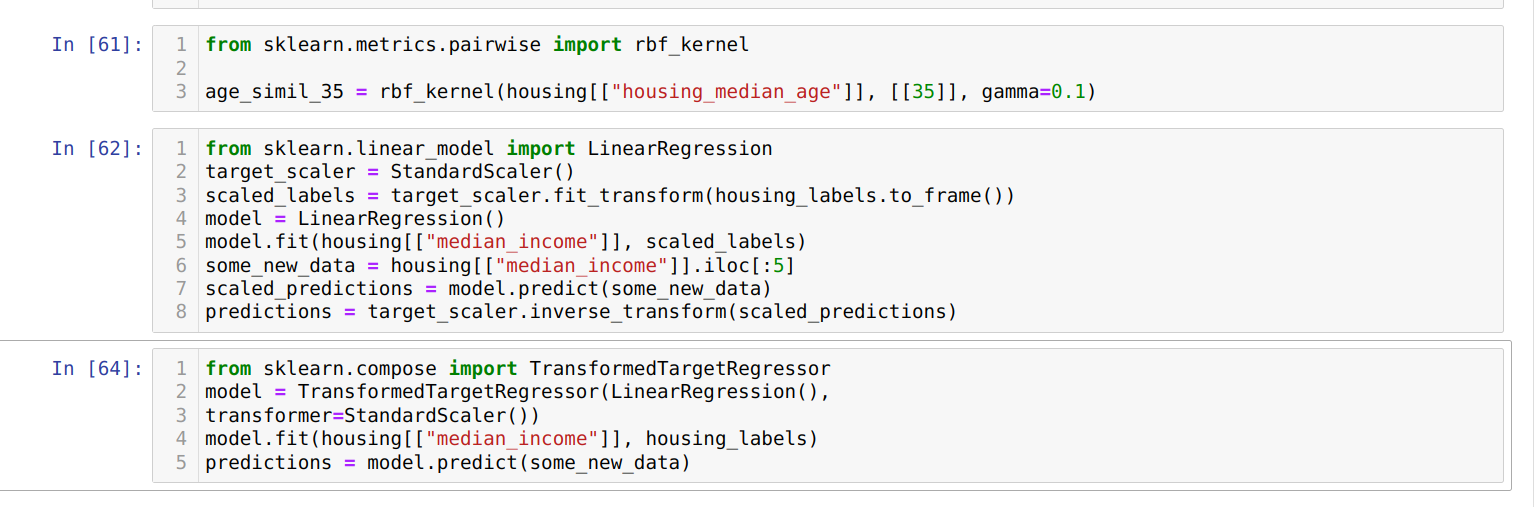 In [61]:
1 from sklearn.metrics.pairwise import rbf_kernel
2
3 age_simil_35 = rbf_kernel(housing[["housing_median_age"]], [[35]], gamma=0.1)
In [62]:
1 from sklearn.linear_model import LinearRegression
2 target_scaler = StandardScaler()
3 scaled_labels = target_scaler.fit_transform(housing_labels.to_frame())
4 model = LinearRegression()
5 model.fit(housing[["median_income"]], scaled_labels)
6 some_new_data = housing[["median_income"]].iloc[:5]
7 scaled_predictions = model.predict(some_new_data)
8 predictions = target_scaler.inverse_transform(scaled_predictions)
In [64]:
1 from sklearn.compose import TransformedTargetRegressor
2 model = TransformedTargetRegressor(LinearRegression(),
3 transformer=StandardScaler())
4 model.fit(housing[["median_income"]], housing_labels)
5 predictions = model.predict(some_new_data)